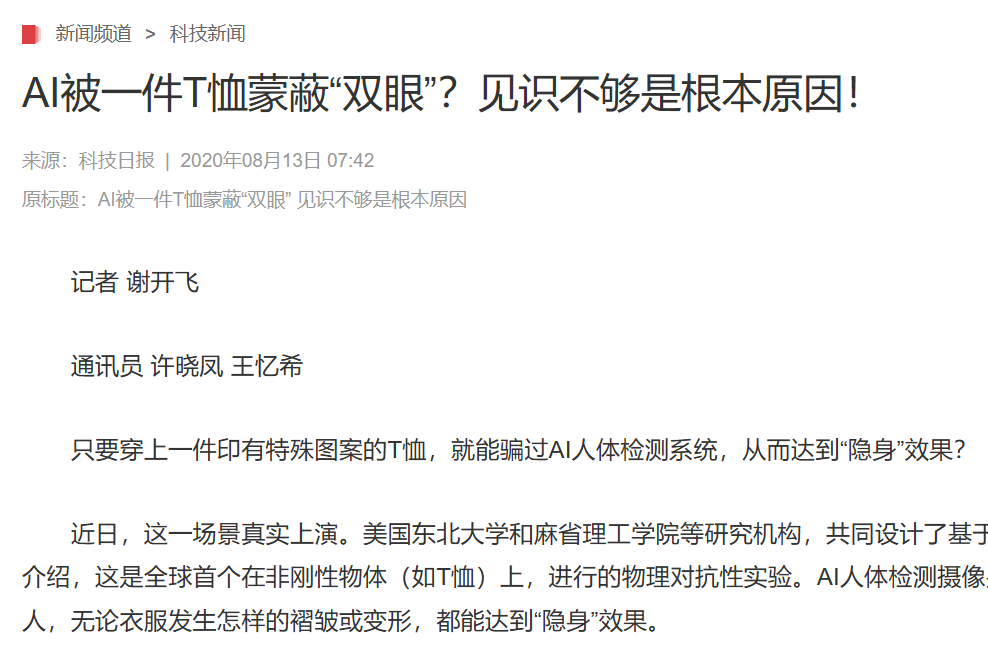 新闻频道 > 科技新闻
AI被一件T恤蒙蔽“双眼”？见识不够是根本原因！
来源：科技日报 | 2020年08月13日 07:42
原标题：AI被一件T恤蒙蔽“双眼” 见识不够是根本原因
记者 谢开飞
通讯员 许晓凤 王忆希
只要穿上一件印有特殊图案的T恤，就能骗过AI人体检测系统，从而达到“隐身”效果？
近日，这一场景真实上演。美国东北大学和麻省理工学院等研究机构，共同设计了基于
介绍，这是全球首个在非刚性物体（如T恤）上，进行的物理对抗性实验。AI人体检测摄像
人，无论衣服发生怎样的褶皱或变形，都能达到“隐身”效果。